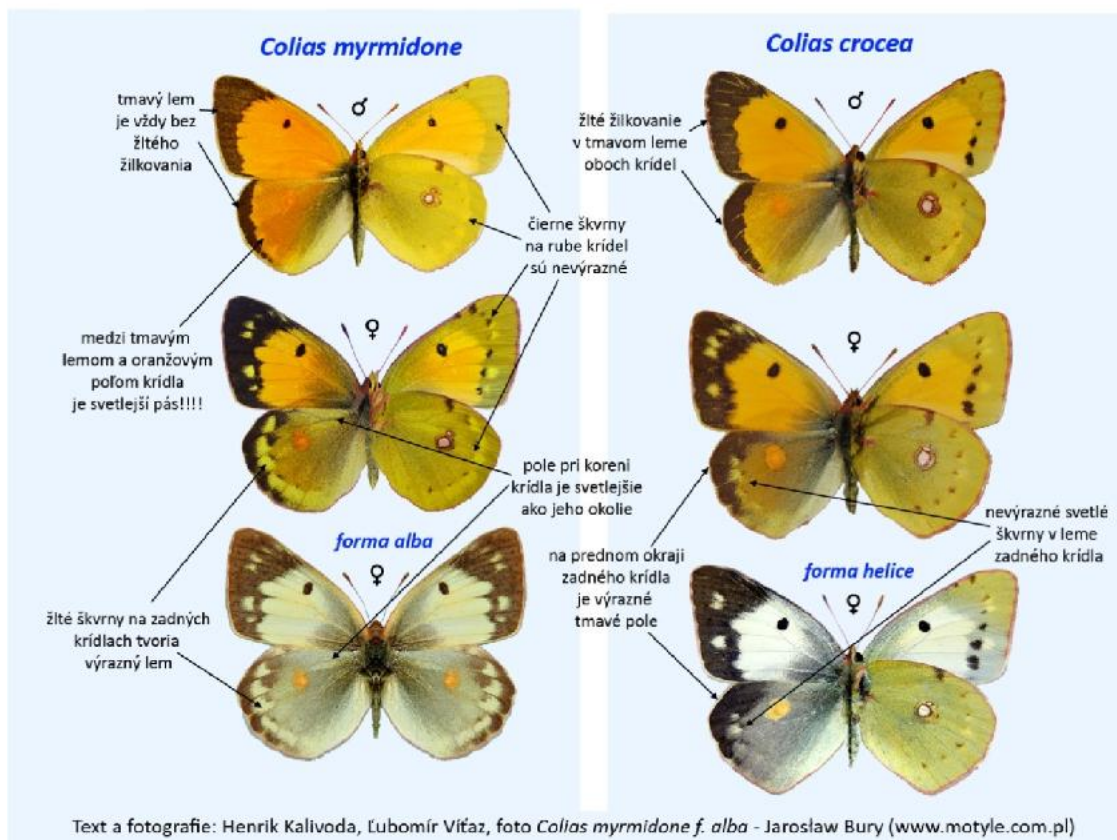 Colias myrmidone
tmavý lem
je vždy bez
žltého
žilkovania
♂
čierne škvrny
na rube krídel
sú nevýrazné
medzi tmavým
lemom a oranžovým
poľom krídla
je svetlejší pás!!!!
♀
pole pri koreni
krídla je svetlejšie
ako jeho okolie
forma alba
♀
žlté škvrny na zadných
krídlach tvoria
výrazný lem
Colias crocea
♂
žlté žilkovanie
v tmavom leme
oboch krídel
♀
nevýrazné svetlé
škvrny v leme
zadného krídla
na prednom okraji
zadného krídla
je výrazné
tmavé pole
forma helice
♀
Text a fotografie: Henrik Kalivoda, Ľubomír Víťaz, foto Colias myrmidone f. alba - Jarosław Bury (www.motyle.com.pl)